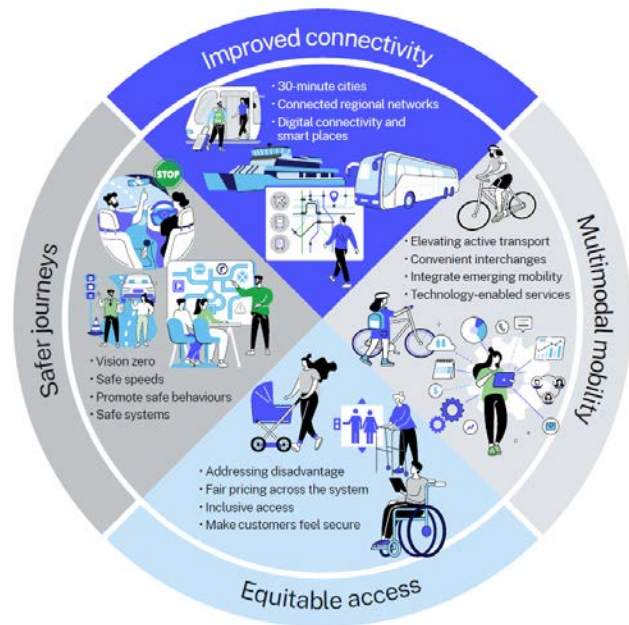 Improved connectivity
• 30-minute cities
• Connected regional networks
• Digital connectivity and
smart places
Multimodal mobility
• Elevating active transport
• Convenient interchanges
• Integrate emerging mobility
• Technology-enabled services
Safer journeys
STOP
P
• Vision zero
• Safe speeds
• Promote safe behaviours
• Safe systems
$
• Addressing disadvantage
• Fair pricing across the system
• Inclusive access
• Make customers feel secure
Equitable access